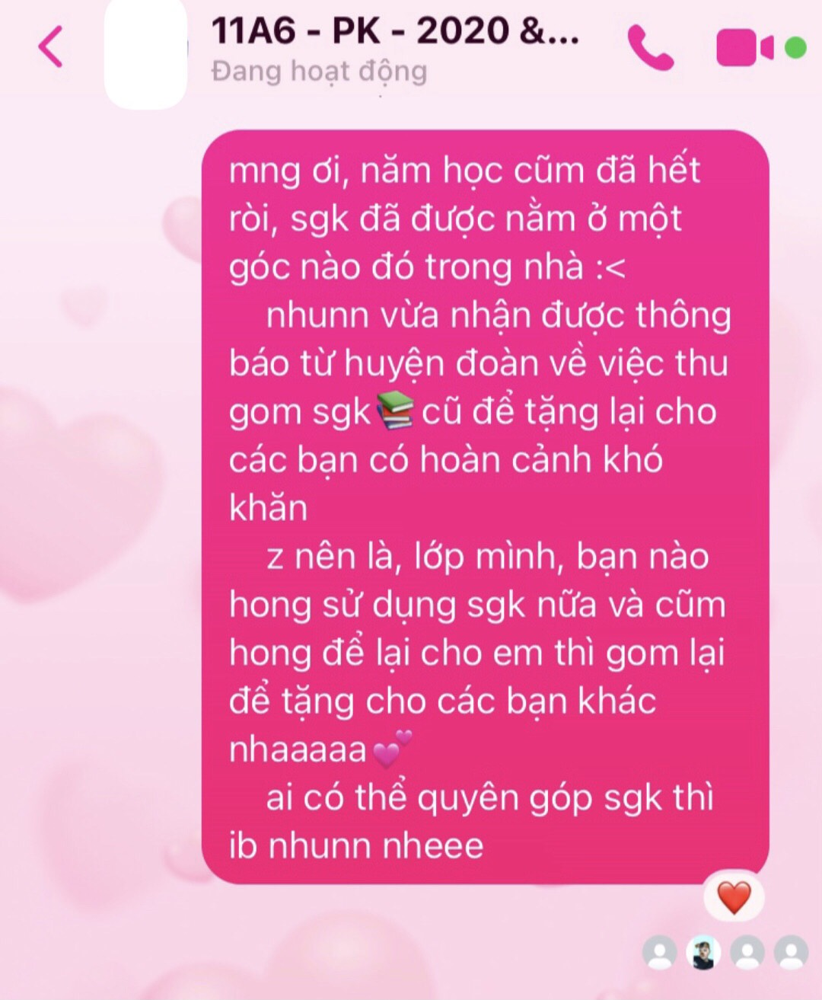 11A6 - PK - 2020 &...
Đang hoạt động
mng ơi, năm học cũm đã hết
ròi, sgk đã được nằm ở một
góc nào đó trong nhà :<
nhunn vừa nhận được thông
báo từ huyện đoàn về việc thu
gom sgk📚cũ để tặng lại cho
các bạn có hoàn cảnh khó
khăn
z nên là, lớp mình, bạn nào
hong sử dụng sgk nữa và cũm
hong để lại cho em thì gom lại
để tặng cho các bạn khác
nhaaaaa💕
ai có thể quyên góp sgk thì
ib nhunn nheee